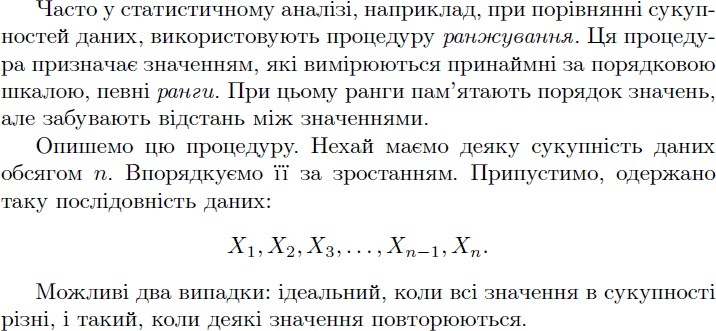 Часто у статистичному аналізі, наприклад, при порівнянні сукуп-
ностей даних, використовують процедуру ранжування. Ця процеду-
ра призначає значенням, які вимірюються принаймні за порядковою
шкалою, певні ранги. При цьому ранги пам'ятають порядок значень,
але забувають відстань між значеннями.
Опишемо цю процедуру. Нехай маємо деяку сукупність даних
обсягом n. Впорядкуємо її за зростанням. Припустимо, одержано
таку послідовність даних:
X₁, X₂, X₃, . . . , Xₙ₋₁, Xₙ.
Можливі два випадки: ідеальний, коли всі значення в сукупності
різні, і такий, коли деякі значення повторюються.